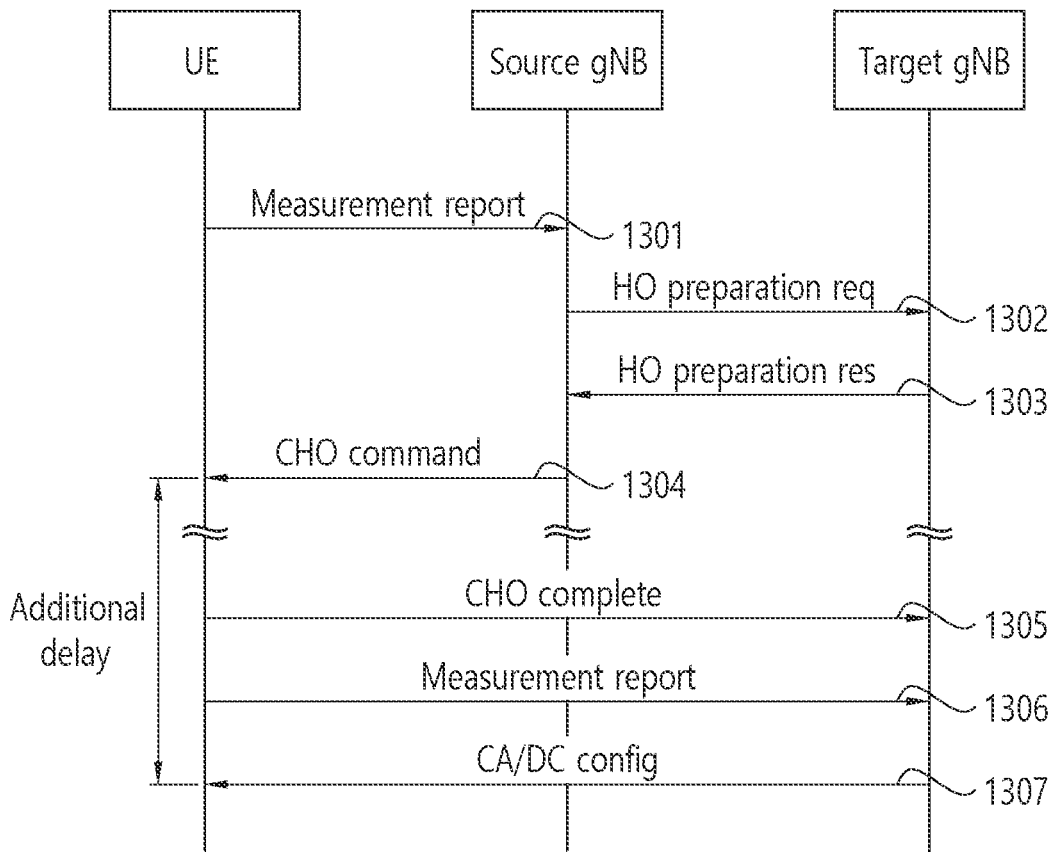 UE
Source gNB
Target gNB
Measurement report
1301
HO preparation req
1302
HO preparation res
1303
CHO command
1304
Additional
delay
CHO complete
1305
Measurement report
1306
CA/DC config
1307